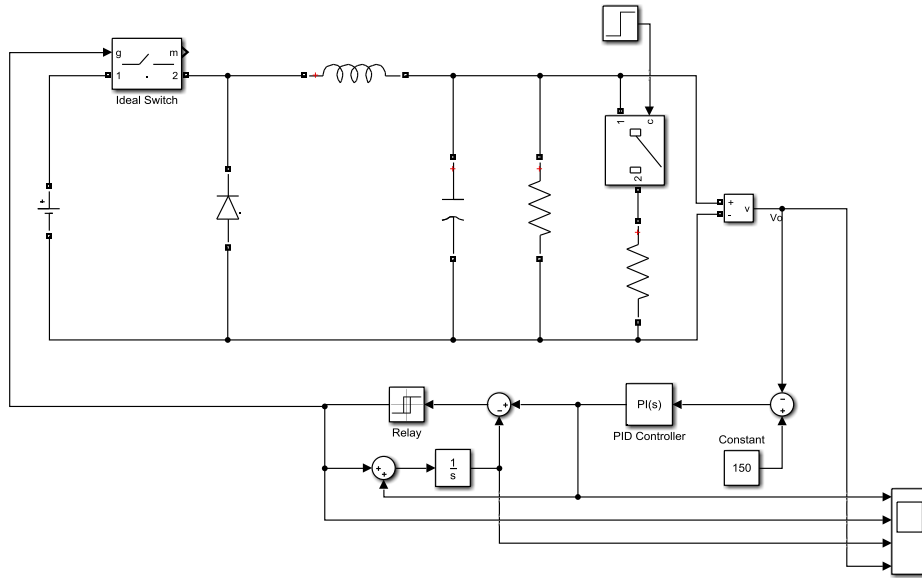 g
m
1
2
Ideal Switch
1
c
2
+
-
v
Vo
PI(s)
PID Controller
Relay
Constant
150
1
s